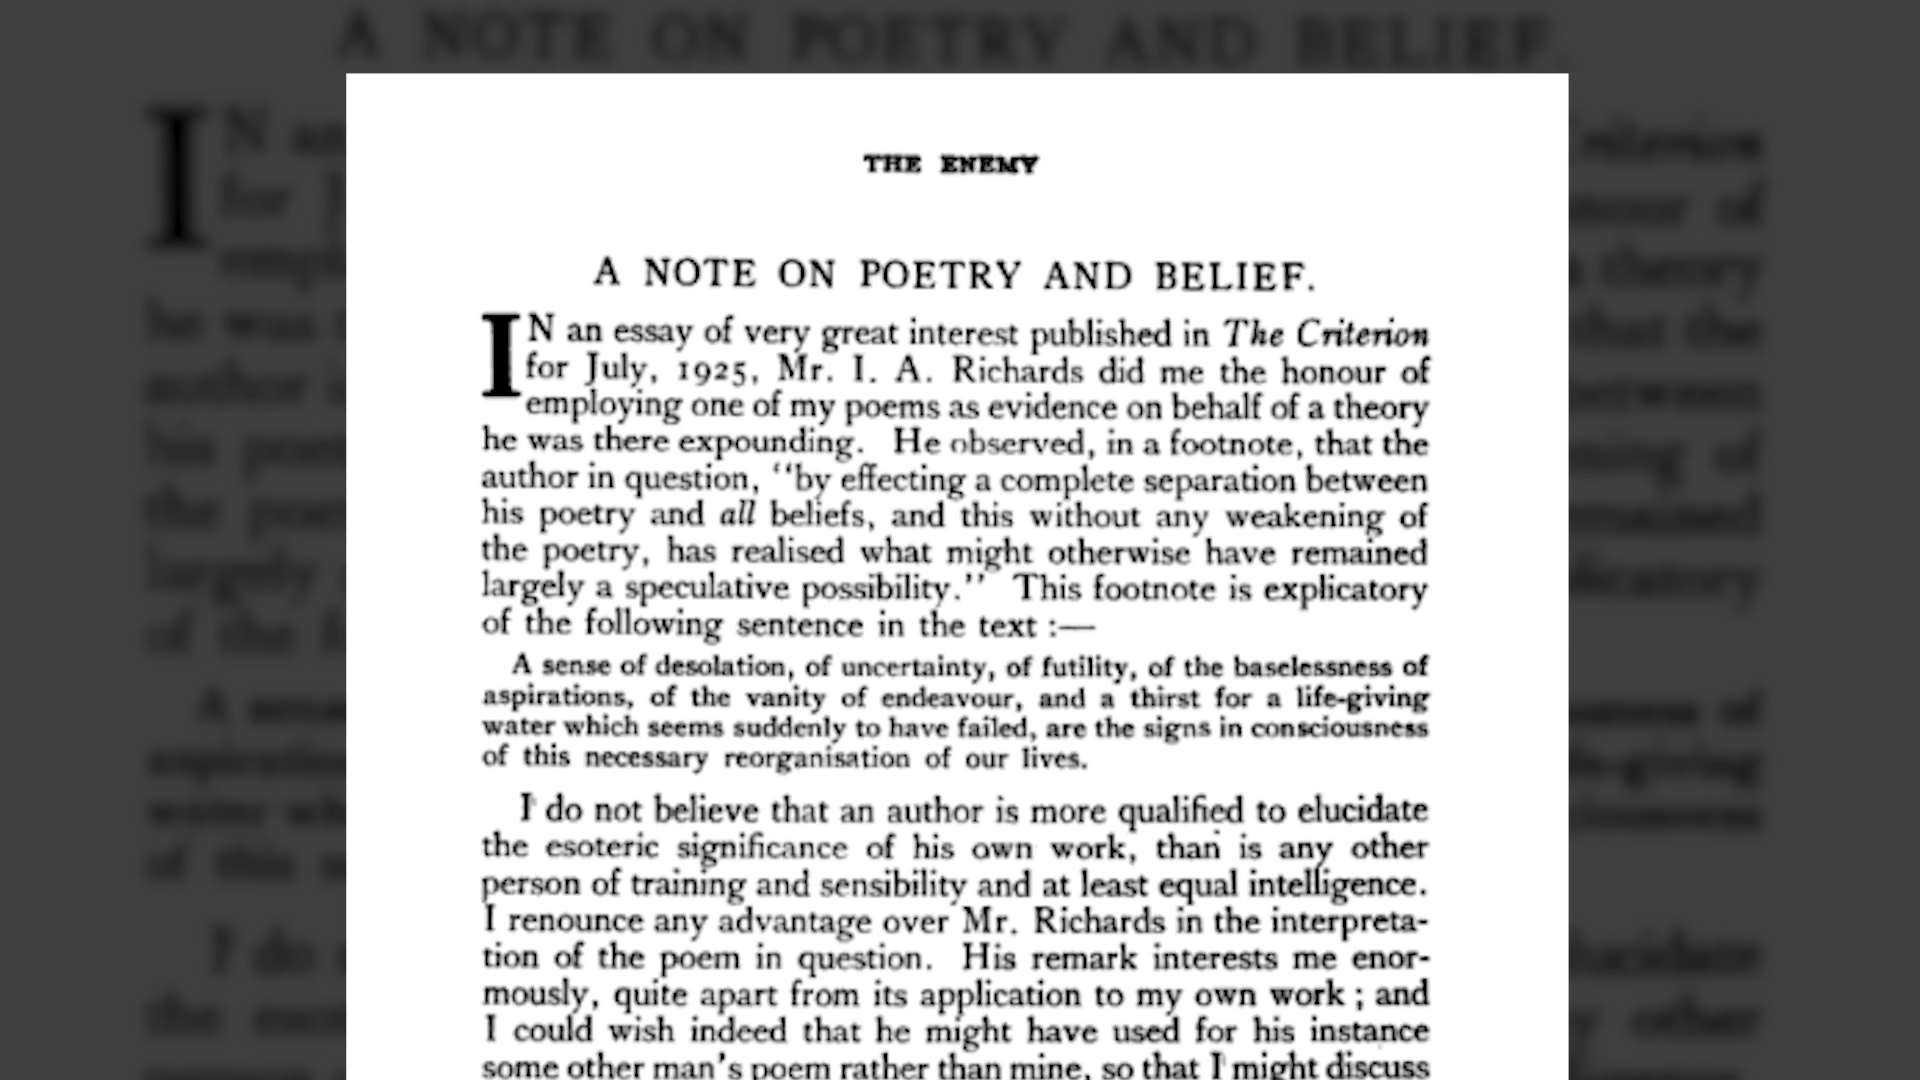 THE ENEMY
A NOTE ON POETRY AND BELIEF.
IN an essay of very great interest published in The Criterion
for July, 1925, Mr. I. A. Richards did me the honour of
employing one of my poems as evidence on behalf of a theory
he was there expounding. He observed, in a footnote, that the
author in question, "by effecting a complete separation between
his poetry and all beliefs, and this without any weakening of
the poetry, has realised what might otherwise have remained
largely a speculative possibility." This footnote is explicatory
of the following sentence in the text :—
A sense of desolation, of uncertainty, of futility, of the baselessness of
aspirations, of the vanity of endeavour, and a thirst for a life-giving
water which seems suddenly to have failed, are the signs in consciousness
of this necessary reorganisation of our lives.
I do not believe that an author is more qualified to elucidate
the esoteric significance of his own work, than is any other
person of training and sensibility and at least equal intelligence.
I renounce any advantage over Mr. Richards in the interpreta-
tion of the poem in question. His remark interests me enor-
mously, quite apart from its application to my own work ; and
I could wish indeed that he might have used for his instance
some other man's poem rather than mine, so that I might discuss